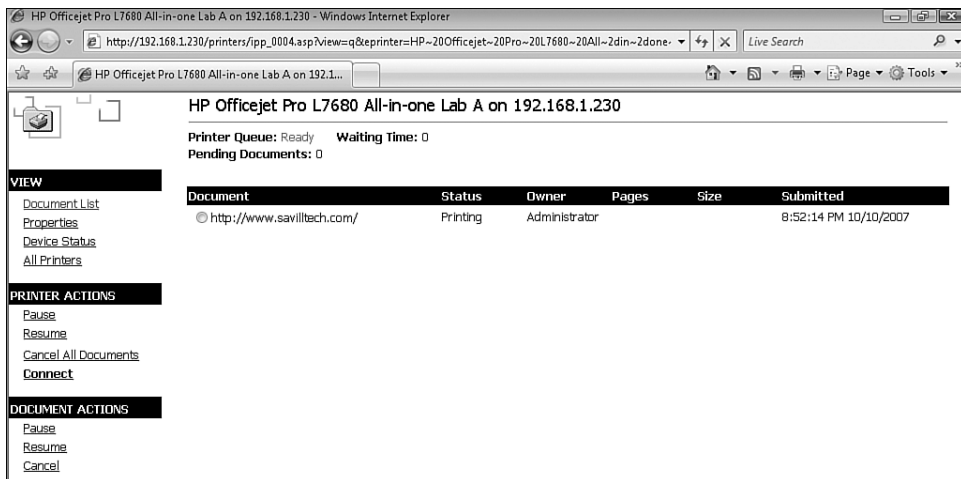 HP Officejet Pro L7680 All-in-one Lab A on 192.168.1.230 - Windows Internet Explorer
http://192.168.1.230/printers/ipp_0004.asp?view=q&eprinter=HP~20Officejet~20Pro~20L7680~20All~2din~2done-
Live Search
HP Officejet Pro L7680 All-in-one Lab A on 192.1...
Page
Tools
HP Officejet Pro L7680 All-in-one Lab A on 192.168.1.230
Printer Queue: Ready Waiting Time: 0
Pending Documents: 0
VIEW
Document List
Properties
Device Status
All Printers
PRINTER ACTIONS
Pause
Resume
Cancel All Documents
Connect
DOCUMENT ACTIONS
Pause
Resume
Cancel
Document Status Owner Pages Size Submitted
http://www.savilltech.com/ Printing Administrator 8:52:14 PM 10/10/2007